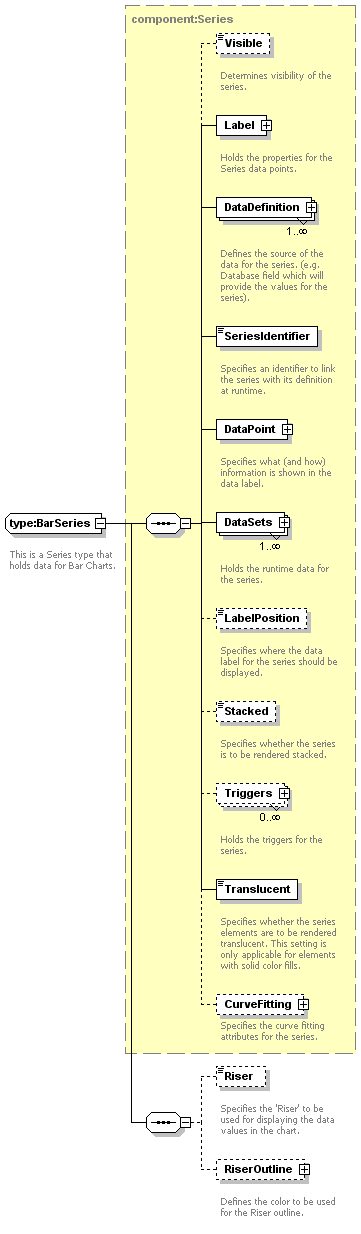 component:Series
Visible
Determines visibility of the
series.
Label
Holds the properties for the
Series data points.
DataDefinition
1..∞
Defines the source of the
data for the series. (e.g.
Database field which will
provide the values for the
series).
SeriesIdentifier
Specifies an identifier to link
the series with its definition
at runtime.
DataPoint
Specifies what (and how)
information is shown in the
data label.
type:BarSeries
This is a Series type that
holds data for Bar Charts.
DataSets
1..∞
Holds the runtime data for
the series.
LabelPosition
Specifies where the data
label for the series should be
displayed.
Stacked
Specifies whether the series
is to be rendered stacked.
Triggers
0..∞
Holds the triggers for the
series.
Translucent
Specifies whether the series
elements are to be rendered
translucent. This setting is
only applicable for elements
with solid color fills.
CurveFitting
Specifies the curve fitting
attributes for the series.
Riser
Specifies the 'Riser' to be
used for displaying the data
values in the chart.
RiserOutline
Defines the color to be used
for the Riser outline.